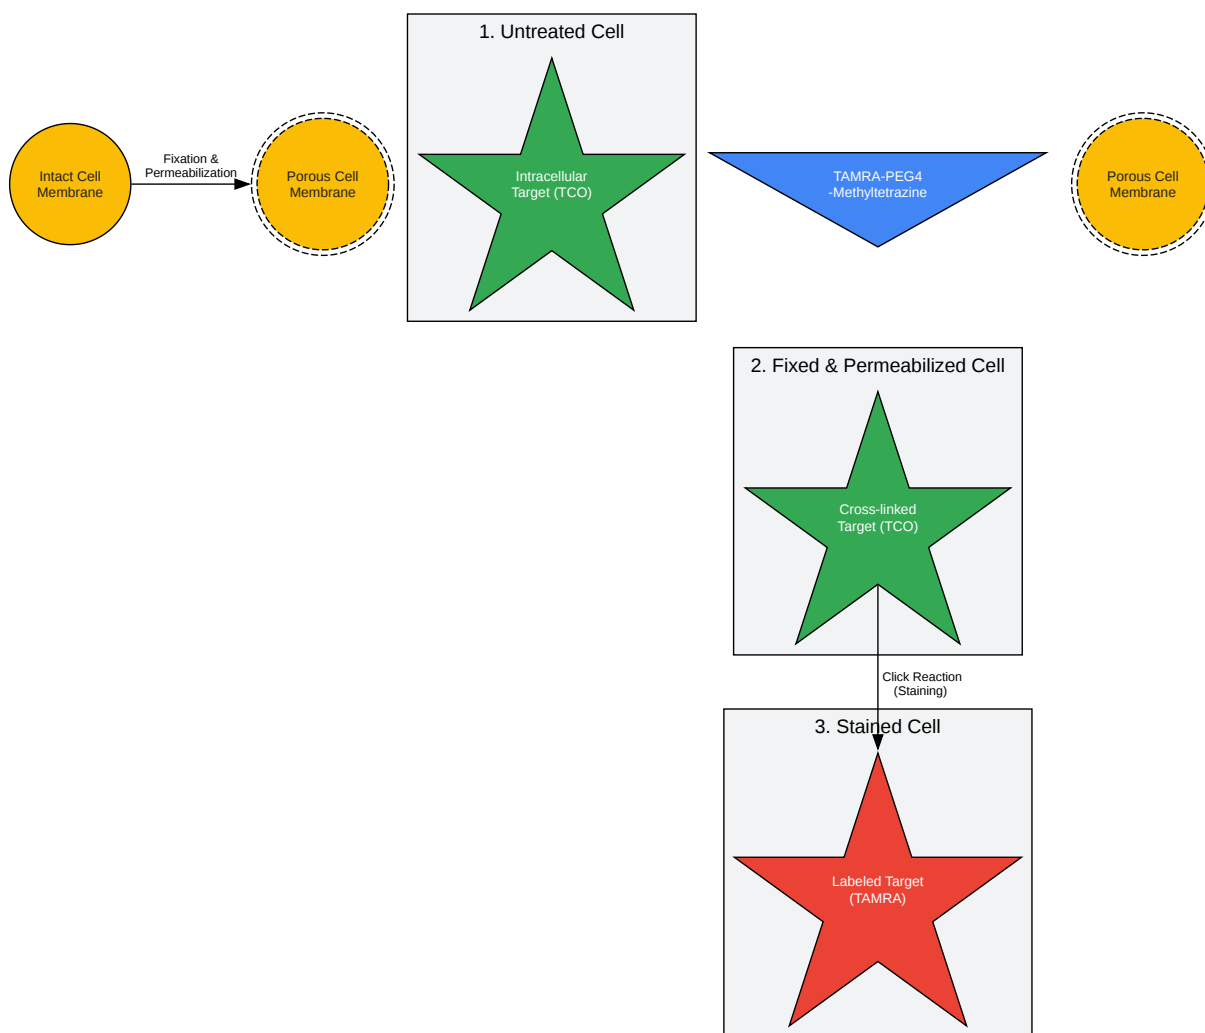 1. Untreated Cell
Intact Cell
Membrane
Fixation &
Permeabilization
Porous Cell
Membrane
Intracellular
Target (TCO)
TAMRA-PEG4
-Methyltetrazine
Porous Cell
Membrane
2. Fixed & Permeabilized Cell
Cross-linked
Target (TCO)
Click Reaction
(Staining)
3. Stained Cell
Labeled Target
(TAMRA)